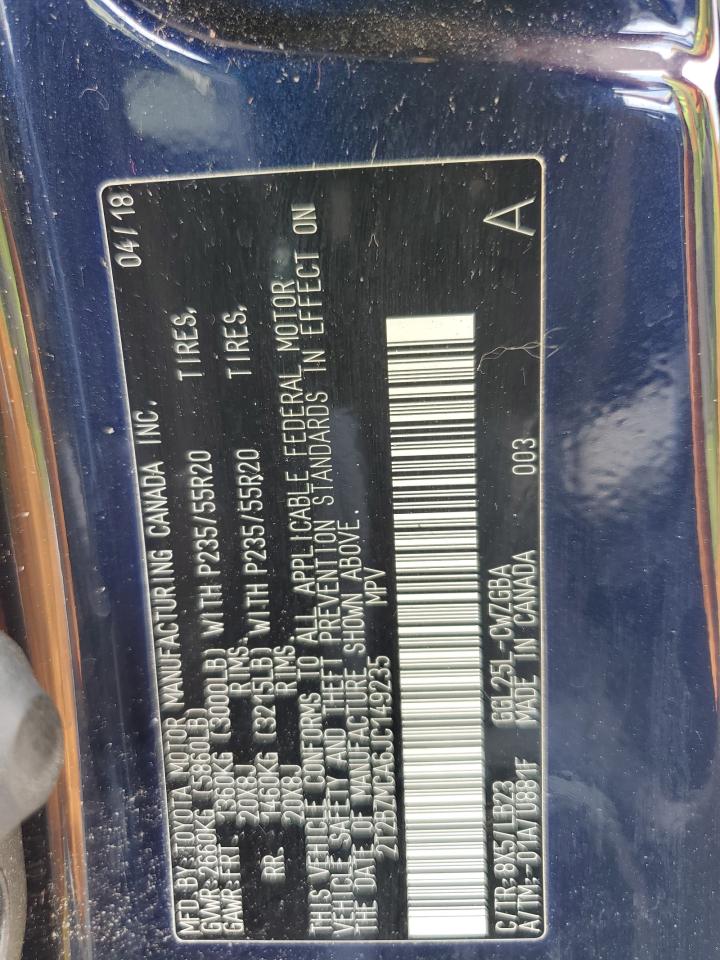 MFD BY: TOYOTA MOTOR MANUFACTURING CANADA INC. 04/18
GVWR: 2660KG (5860LB)
GAWR: FRT 1360KG (3000LB) WITH P235/55R20 TIRES,
20X8J RIMS,
RR. 1460KG (3215LB) WITH P235/55R20 TIRES,
20X8J RIMS.
THIS VEHICLE CONFORMS TO ALL APPLICABLE FEDERAL MOTOR
VEHICLE SAFETY AND THEFT PREVENTION STANDARDS IN EFFECT ON
THE DATE OF MANUFACTURE SHOWN ABOVE.
2T2BZMCA6JC149235 MPV
C/TR: 8X5/LB23 GGL25L-CWZGBA
A/TM: -01A/U881F MADE IN CANADA 003 A